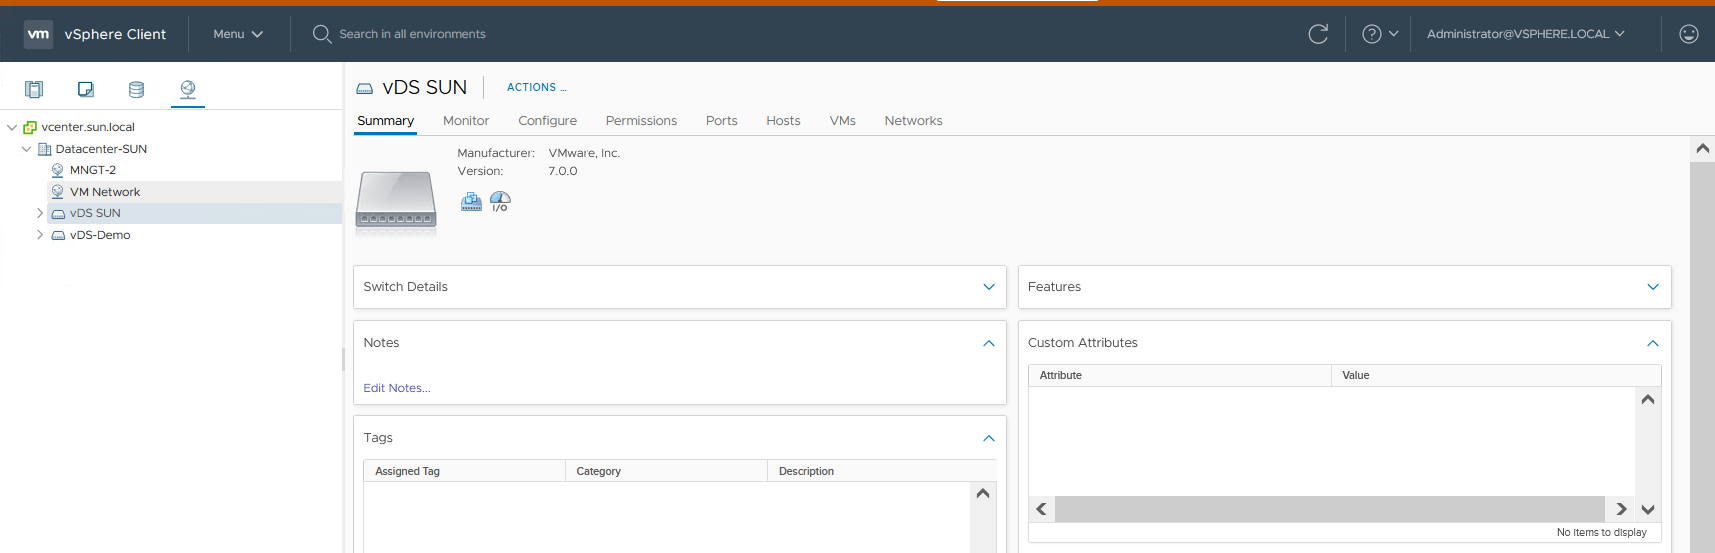 vm vSphere Client Menu Search in all environments Administrator@VSPHERE.LOCAL
vcenter.sun.local
Datacenter-SUN
MNGT-2
VM Network
vDS SUN
vDS-Demo
vDS SUN ACTIONS ...
Summary Monitor Configure Permissions Ports Hosts VMs Networks
Manufacturer: VMware, Inc.
Version: 7.0.0
I/O
Switch Details
Features
Notes
Edit Notes...
Custom Attributes
Attribute Value
No items to display
Tags
Assigned Tag Category Description